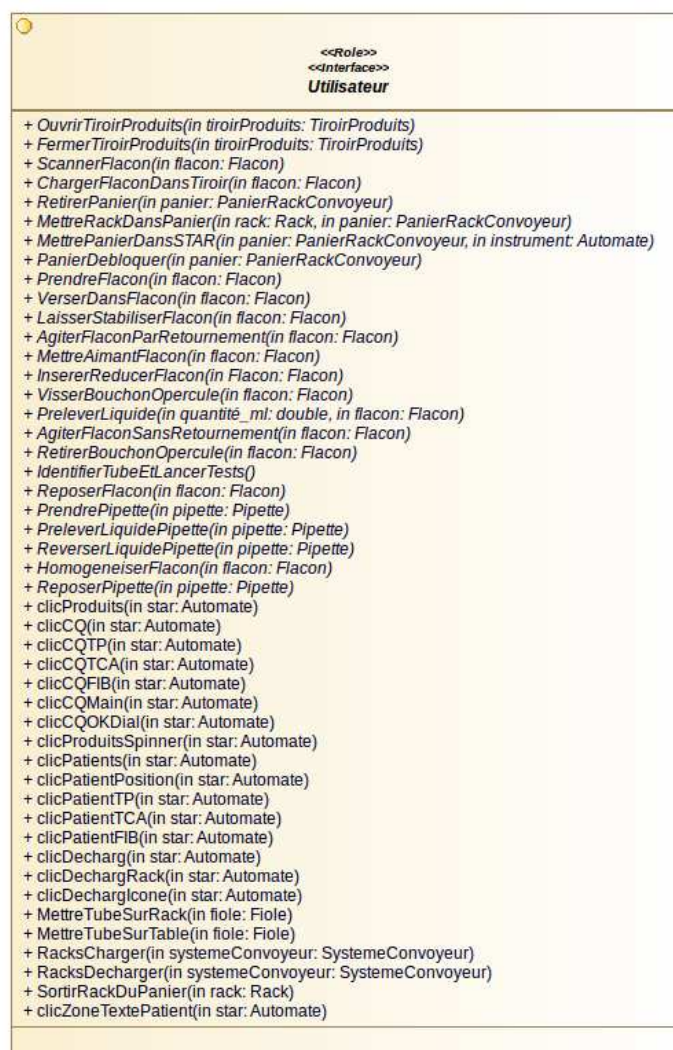 <<Role>>
<<Interface>>
Utilisateur
+ OuvrirTiroirProduits(in tiroirProduits: TiroirProduits)
+ FermerTiroirProduits(in tiroirProduits: TiroirProduits)
+ ScannerFlacon(in flacon: Flacon)
+ ChargerFlaconDansTiroir(in flacon: Flacon)
+ RetirerPanier(in panier: PanierRackConvoyeur)
+ MettreRackDansPanier(in rack: Rack, in panier: PanierRackConvoyeur)
+ MettrePanierDansSTAR(in panier: PanierRackConvoyeur, in instrument: Automate)
+ PanierDebloquer(in panier: PanierRackConvoyeur)
+ PrendreFlacon(in flacon: Flacon)
+ VerserDansFlacon(in flacon: Flacon)
+ LaisserStabiliserFlacon(in flacon: Flacon)
+ AgiterFlaconParRetournement(in flacon: Flacon)
+ MettreAimantFlacon(in flacon: Flacon)
+ InsererReducerFlacon(in Flacon: Flacon)
+ VisserBouchonOpercule(in flacon: Flacon)
+ PreleverLiquide(in quantité_ml: double, in flacon: Flacon)
+ AgiterFlaconSansRetournement(in flacon: Flacon)
+ RetirerBouchonOpercule(in flacon: Flacon)
+ IdentifierTubeEtLancerTests()
+ ReposerFlacon(in flacon: Flacon)
+ PrendrePipette(in pipette: Pipette)
+ PreleverLiquidePipette(in pipette: Pipette)
+ ReverserLiquidePipette(in pipette: Pipette)
+ HomogeneiserFlacon(in flacon: Flacon)
+ ReposerPipette(in pipette: Pipette)
+ clicProduits(in star: Automate)
+ clicCQ(in star: Automate)
+ clicCQTP(in star: Automate)
+ clicCQTCA(in star: Automate)
+ clicCQFIB(in star: Automate)
+ clicCQMain(in star: Automate)
+ clicCQOKDial(in star: Automate)
+ clicProduitsSpinner(in star: Automate)
+ clicPatients(in star: Automate)
+ clicPatientPosition(in star: Automate)
+ clicPatientTP(in star: Automate)
+ clicPatientTCA(in star: Automate)
+ clicPatientFIB(in star: Automate)
+ clicDecharg(in star: Automate)
+ clicDechargRack(in star: Automate)
+ clicDechargIcone(in star: Automate)
+ MettreTubeSurRack(in fiole: Fiole)
+ MettreTubeSurTable(in fiole: Fiole)
+ RacksCharger(in systemeConvoyeur: SystemeConvoyeur)
+ RacksDecharger(in systemeConvoyeur: SystemeConvoyeur)
+ SortirRackDuPanier(in rack: Rack)
+ clicZoneTextePatient(in star: Automate)